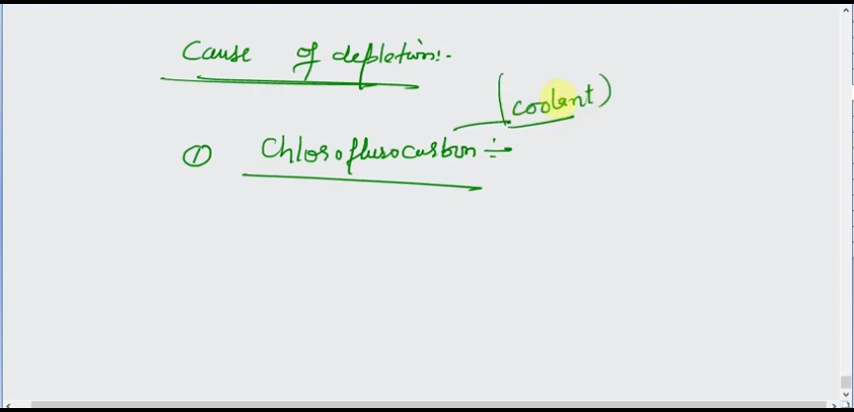 Cause of depletion:-
(coolant)
① Chlorofluorocarbon :-